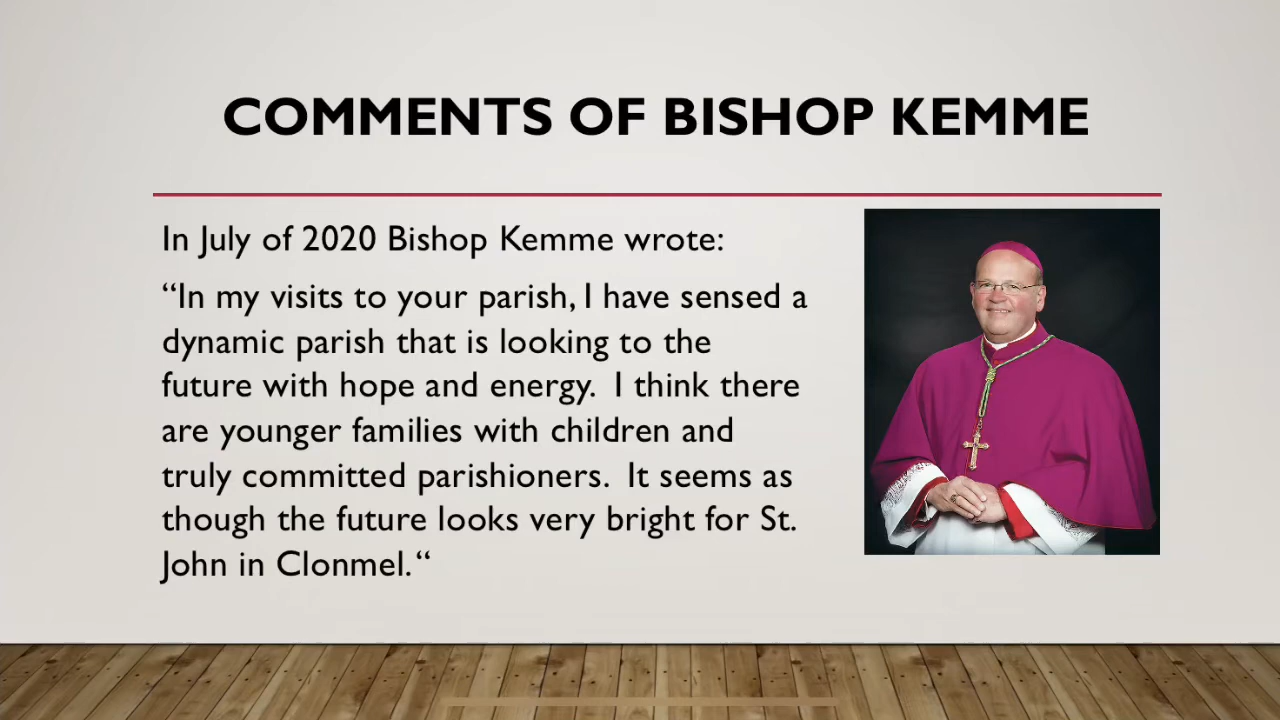 COMMENTS OF BISHOP KEMME
In July of 2020 Bishop Kemme wrote:
“In my visits to your parish, I have sensed a
dynamic parish that is looking to the
future with hope and energy.  I think there
are younger families with children and
truly committed parishioners.  It seems as
though the future looks very bright for St.
John in Clonmel.“